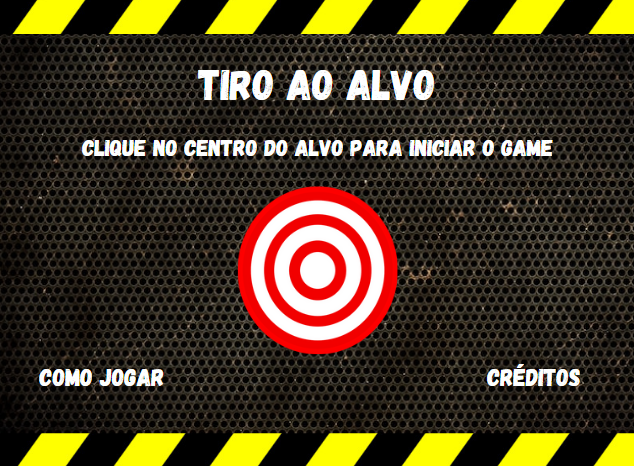 TIRO AO ALVO
CLIQUE NO CENTRO DO ALVO PARA INICIAR O GAME
COMO JOGAR
CRÉDITOS